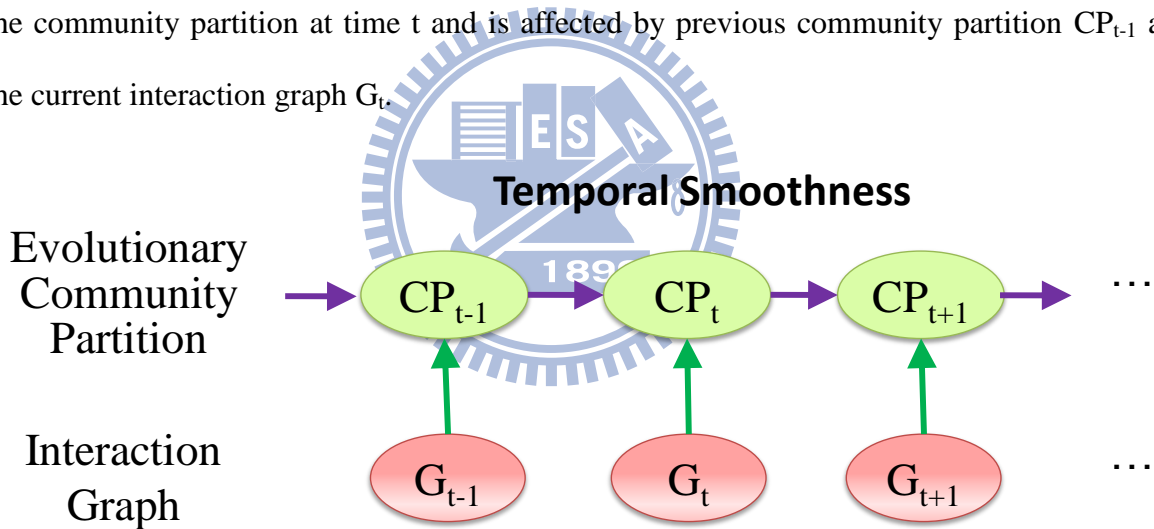 he community partition at time t and is affected by previous community partition CPt-1 a
he current interaction graph Gt.
E S A
Temporal Smoothness
Evolutionary
Community
Partition
189
CPt-1 CPt CPt+1 ...
Interaction
Graph
Gt-1 Gt Gt+1 ...